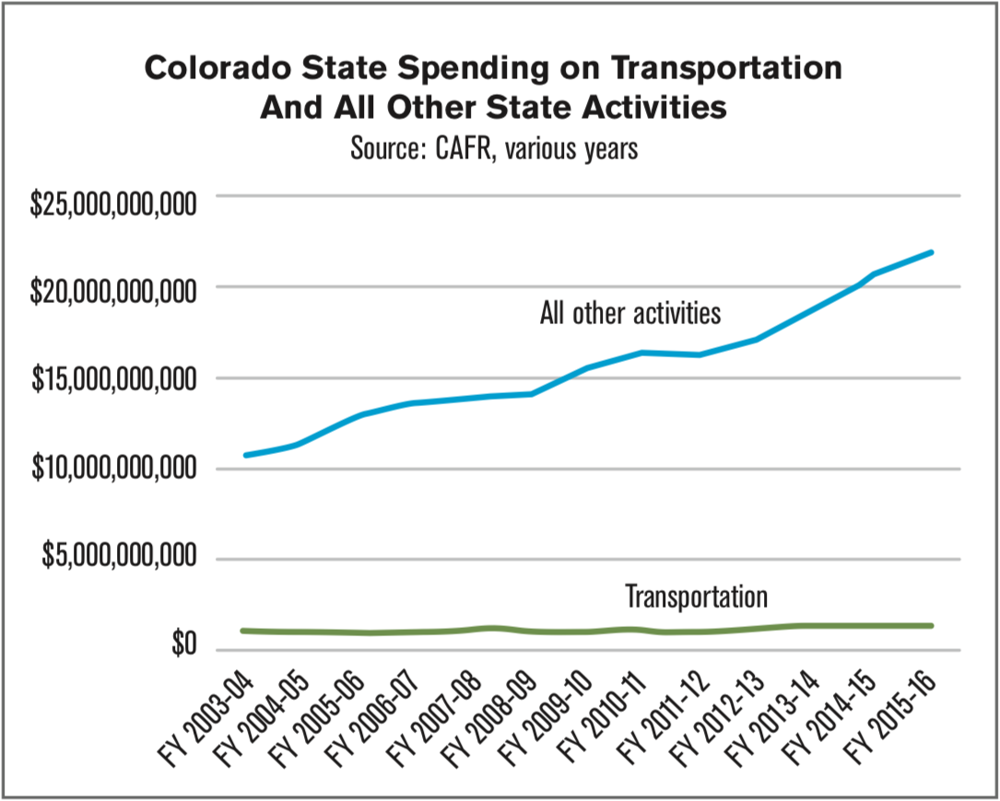 Colorado State Spending on Transportation
And All Other State Activities
Source: CAFR, various years
$25,000,000,000
$20,000,000,000
All other activities
$15,000,000,000
$10,000,000,000
$5,000,000,000
Transportation
$0
FY 2003-04
FY 2004-05
FY 2005-06
FY 2006-07
FY 2007-08
FY 2008-09
FY 2009-10
FY 2010-11
FY 2011-12
FY 2012-13
FY 2013-14
FY 2014-15
FY 2015-16